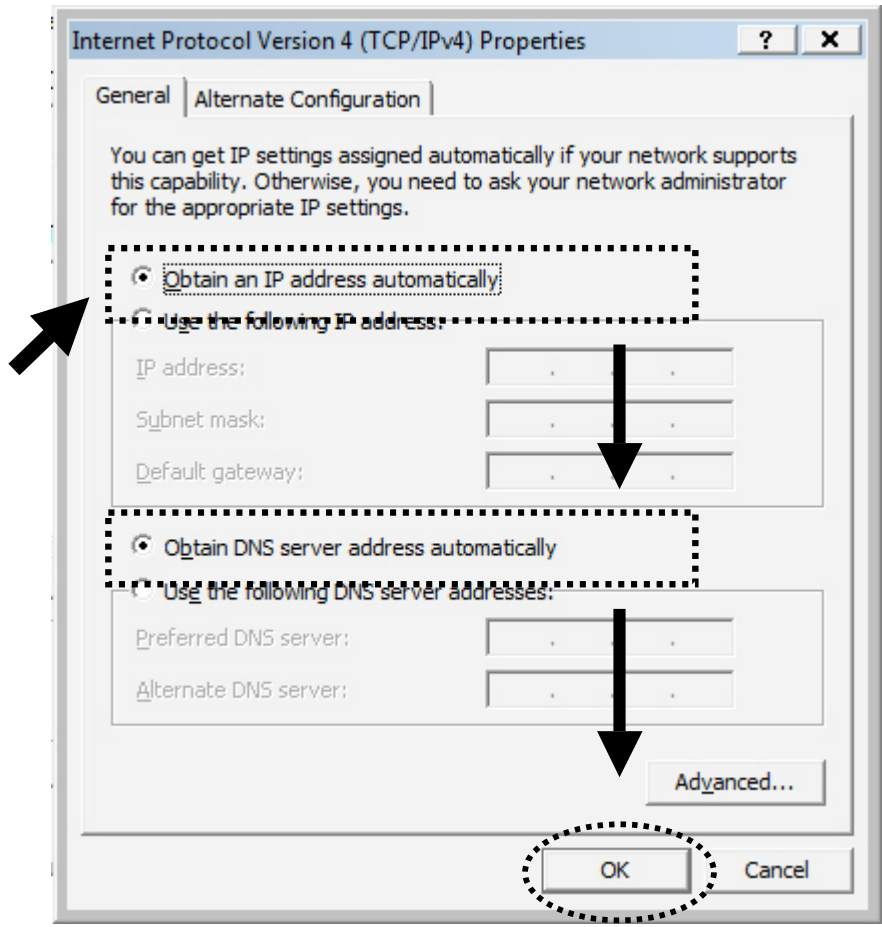 Internet Protocol Version 4 (TCP/IPv4) Properties
General
Alternate Configuration
You can get IP settings assigned automatically if your network supports
this capability. Otherwise, you need to ask your network administrator
for the appropriate IP settings.
Obtain an IP address automatically
Use the following IP address:
IP address:
Subnet mask:
Default gateway:
Obtain DNS server address automatically
Use the following DNS server addresses:
Preferred DNS server:
Alternate DNS server:
Advanced...
OK
Cancel